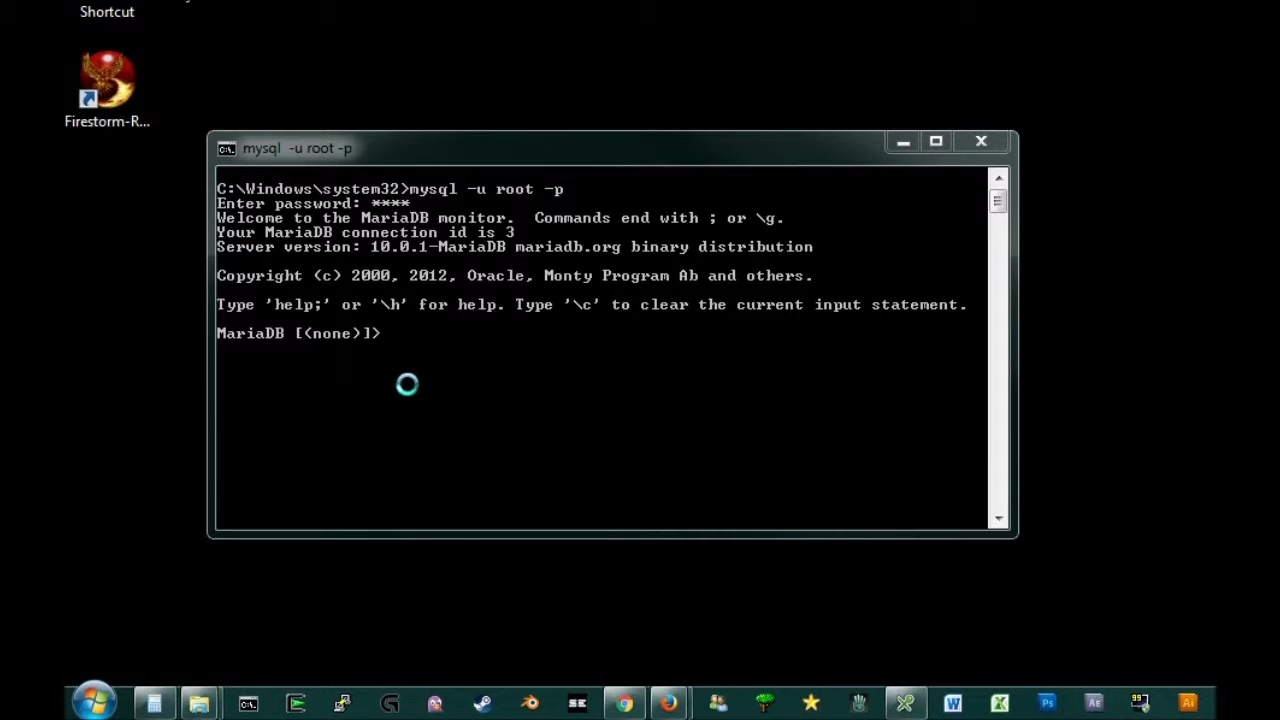 Shortcut
Firestorm-R...
mysql  -u root -p
C:\Windows\system32>mysql -u root -p
Enter password: ****
Welcome to the MariaDB monitor.  Commands end with ; or \g.
Your MariaDB connection id is 3
Server version: 10.0.1-MariaDB mariadb.org binary distribution
Copyright (c) 2000, 2012, Oracle, Monty Program Ab and others.
Type 'help;' or '\h' for help. Type '\c' to clear the current input statement.
MariaDB [(none)]>